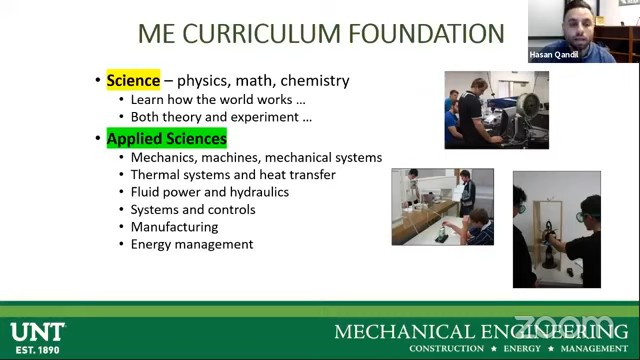 ME CURRICULUM FOUNDATION
Hasan Qandil
• Science – physics, math, chemistry
• Learn how the world works ...
• Both theory and experiment ...
• Applied Sciences
• Mechanics, machines, mechanical systems
• Thermal systems and heat transfer
• Fluid power and hydraulics
• Systems and controls
• Manufacturing
• Energy management
UNT
EST. 1890
MECHANICAL ENGINEERING
CONSTRUCTION ★ ENERGY ★ MANAGEMENT
zoom